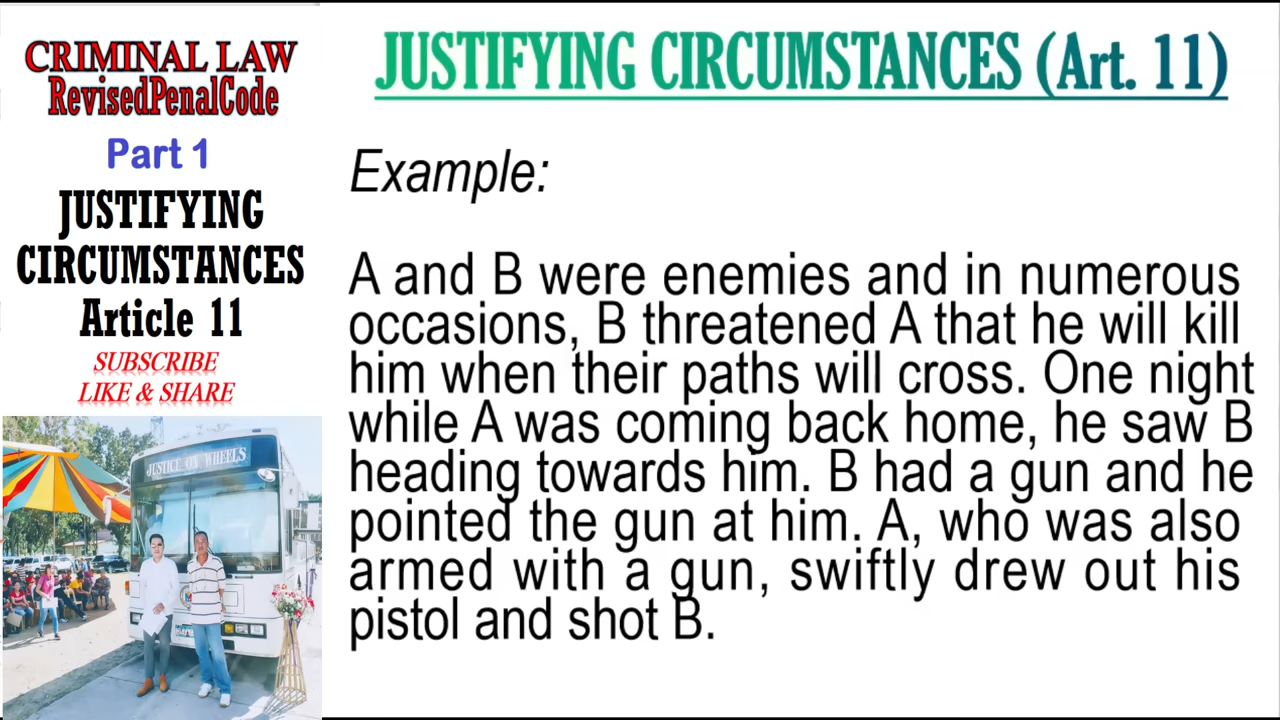 CRIMINAL LAW
RevisedPenalCode
Part 1
JUSTIFYING
CIRCUMSTANCES
Article 11
SUBSCRIBE
LIKE & SHARE
JUSTICE ON WHEELS
JUSTIFYING CIRCUMSTANCES (Art. 11)
Example:
A and B were enemies and in numerous
occasions, B threatened A that he will kill
him when their paths will cross. One night
while A was coming back home, he saw B
heading towards him. B had a gun and he
pointed the gun at him. A, who was also
armed with a gun, swiftly drew out his
pistol and shot B.